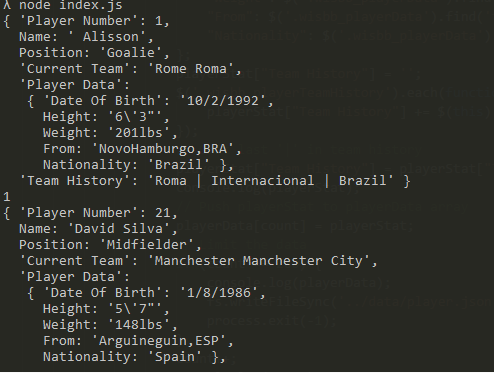 λ node index.js
{ 'Player Number': 1,
  Name: ' Alisson',
  Position: 'Goalie',
  'Current Team': 'Rome Roma',
  'Player Data':
   { 'Date Of Birth': '10/2/1992',
     Height: '6\'3"',
     Weight: '201lbs',
     From: 'NovoHamburgo,BRA',
     Nationality: 'Brazil' },
  'Team History': 'Roma | Internacional | Brazil' }
1
{ 'Player Number': 21,
  Name: 'David Silva',
  Position: 'Midfielder',
  'Current Team': 'Manchester Manchester City',
  'Player Data':
   { 'Date Of Birth': '1/8/1986',
     Height: '5\'7"',
     Weight: '148lbs',
     From: 'Arguineguin,ESP',
     Nationality: 'Spain' },